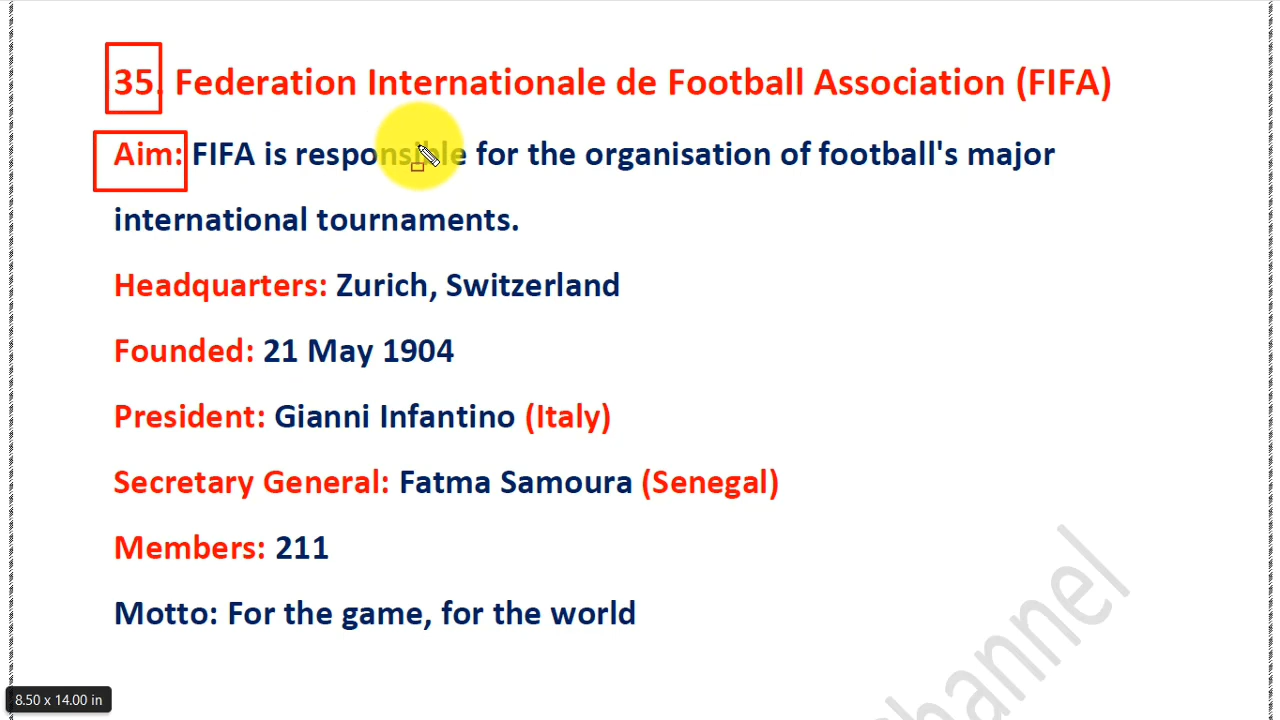 35. Federation Internationale de Football Association (FIFA)
Aim: FIFA is responsible for the organisation of football's major
international tournaments.
Headquarters: Zurich, Switzerland
Founded: 21 May 1904
President: Gianni Infantino (Italy)
Secretary General: Fatma Samoura (Senegal)
Members: 211
Motto: For the game, for the world
hannel
8.50 x 14.00 in